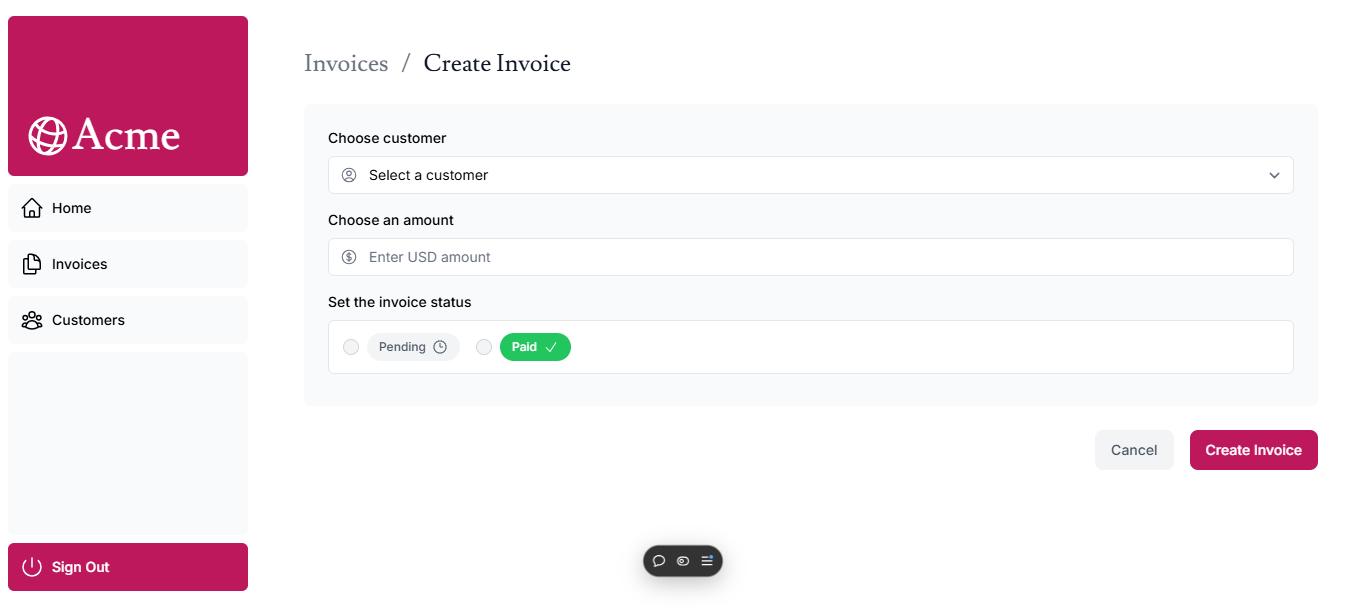 Acme
Home
Invoices
Customers
Sign Out
Invoices / Create Invoice
Choose customer
Select a customer
Choose an amount
Enter USD amount
Set the invoice status
Pending Paid
Cancel Create Invoice